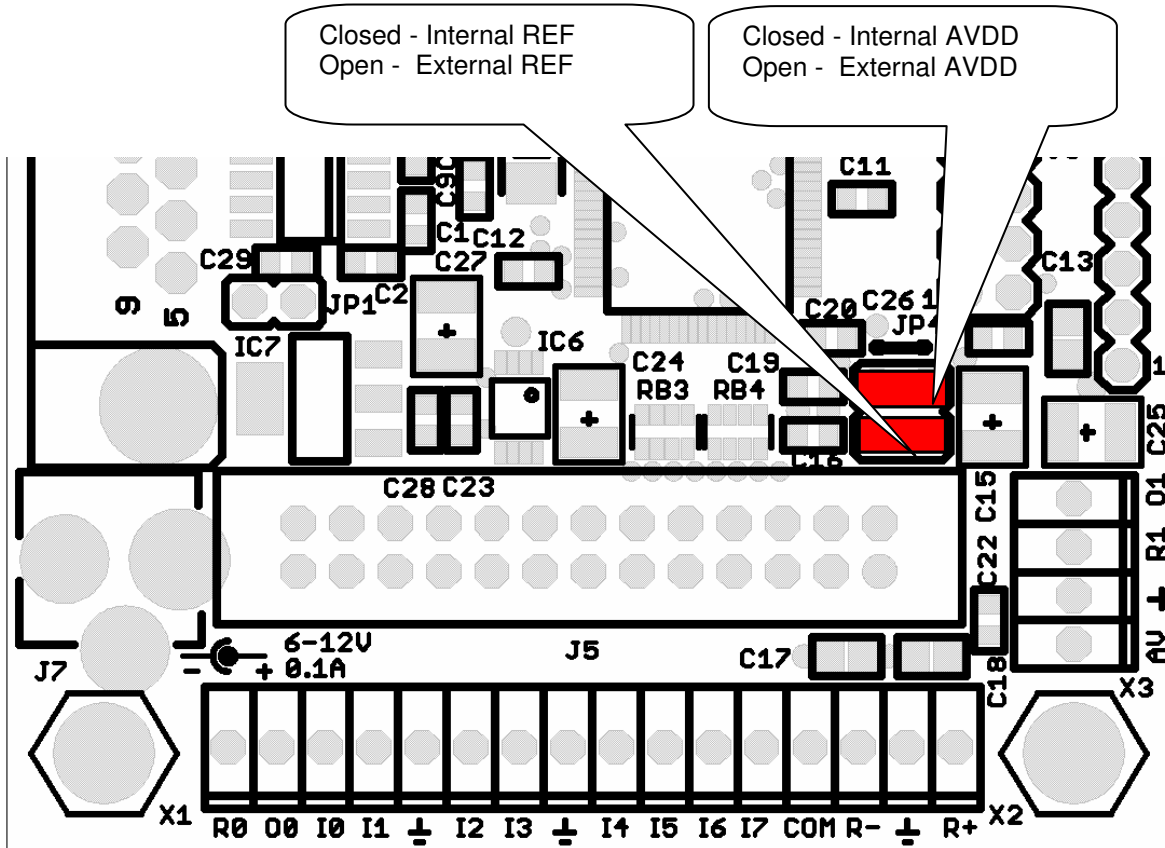 Closed - Internal REF
Open - External REF
Closed - Internal AVDD
Open - External AVDD
C11
C9
C1
C12
C29
C27
C2
C13
9
5
JP1
C20
C26
1
IC7
IC6
C24
C19
1
RB3
RB4
C16
C25
C28
C23
C15
O1
R1
C22
AV
6-12V
- + 0.1A
J5
C17
J7
C18
X3
X1
X2
R0 O0 I0 I1 ⏚ I2 I3 ⏚ I4 I5 I6 I7 COM R- ⏚ R+